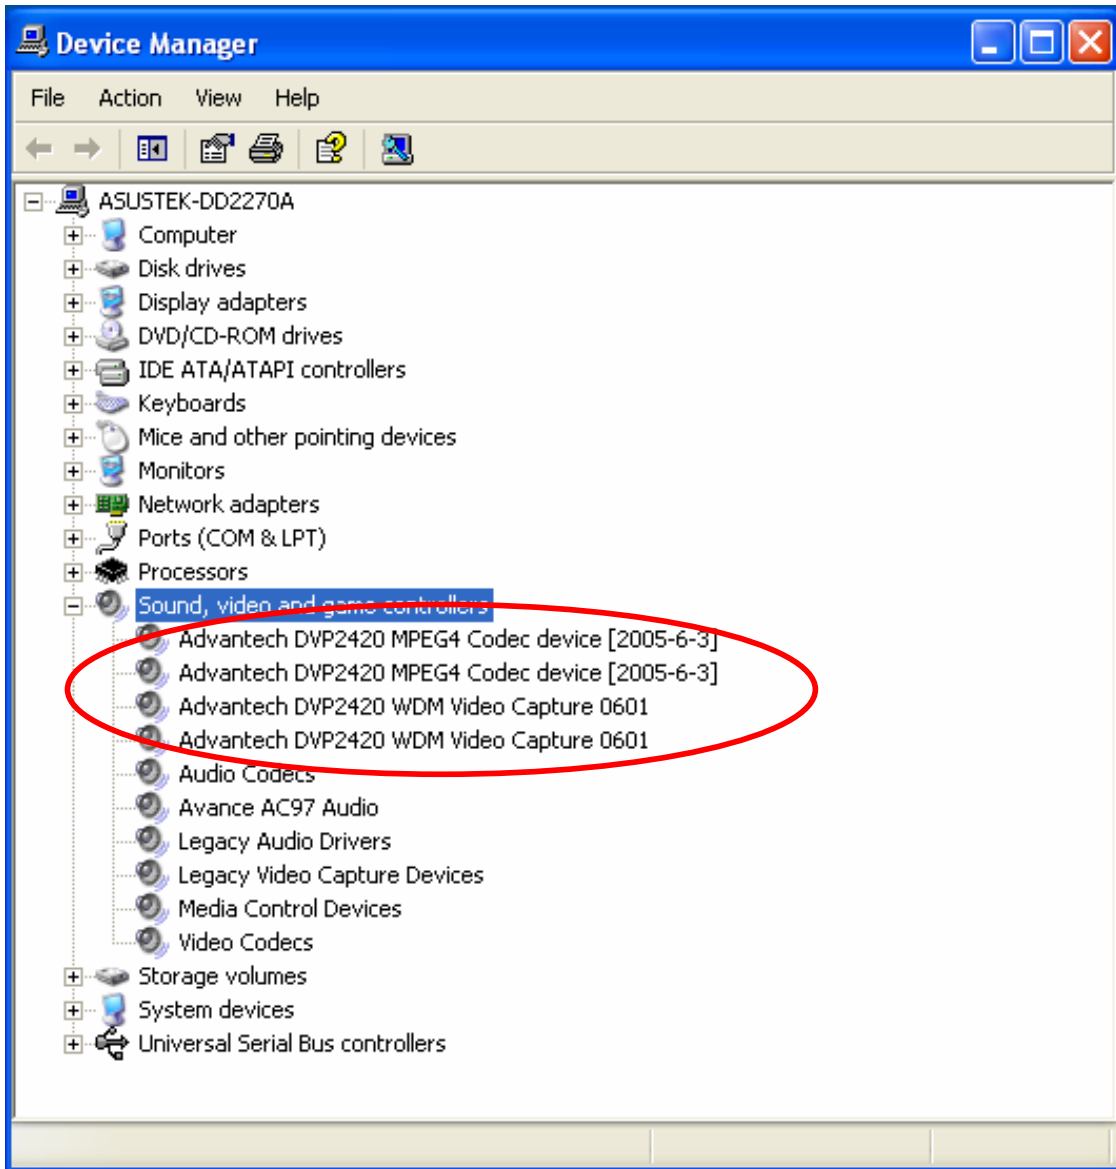 Device Manager
File Action View Help
ASUSTEK-DD2270A
Computer
Disk drives
Display adapters
DVD/CD-ROM drives
IDE ATA/ATAPI controllers
Keyboards
Mice and other pointing devices
Monitors
Network adapters
Ports (COM & LPT)
Processors
Sound, video and game controllers
Advantech DVP2420 MPEG4 Codec device [2005-6-3]
Advantech DVP2420 MPEG4 Codec device [2005-6-3]
Advantech DVP2420 WDM Video Capture 0601
Advantech DVP2420 WDM Video Capture 0601
Audio Codecs
Avance AC97 Audio
Legacy Audio Drivers
Legacy Video Capture Devices
Media Control Devices
Video Codecs
Storage volumes
System devices
Universal Serial Bus controllers